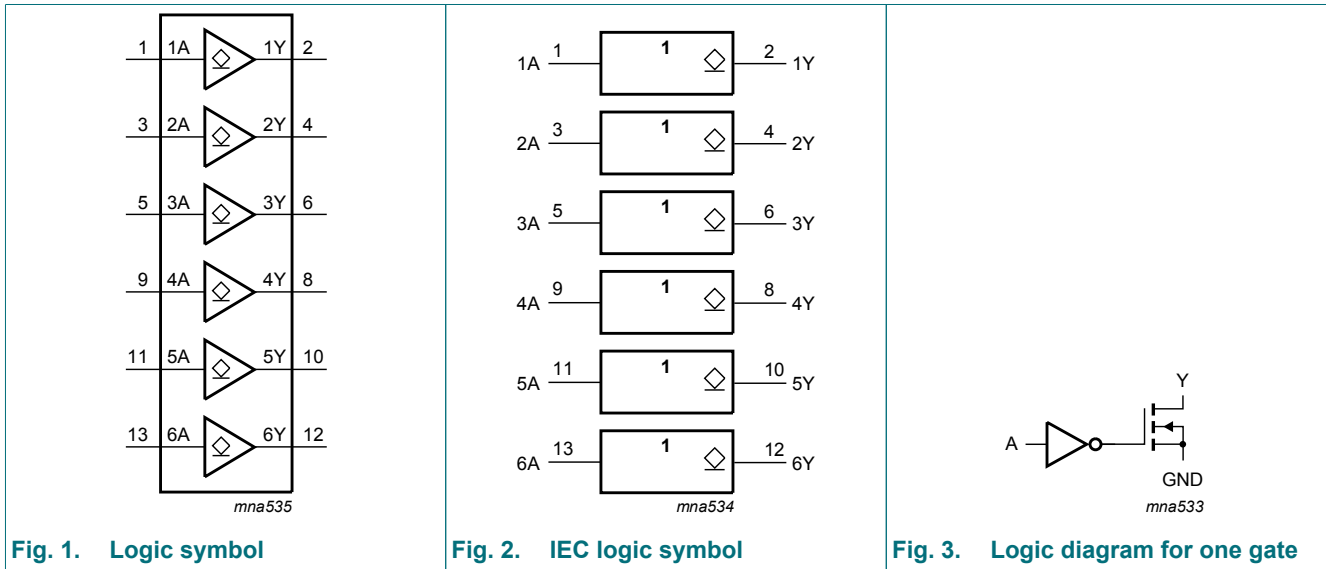 1 1A 1Y 2
3 2A 2Y 4
5 3A 3Y 6
9 4A 4Y 8
11 5A 5Y 10
13 6A 6Y 12
mna535
Fig. 1. Logic symbol
1A 1 1 2 1Y
2A 3 1 4 2Y
3A 5 1 6 3Y
4A 9 1 8 4Y
5A 11 1 10 5Y
6A 13 1 12 6Y
mna534
Fig. 2. IEC logic symbol
Y
A
GND
mna533
Fig. 3. Logic diagram for one gate